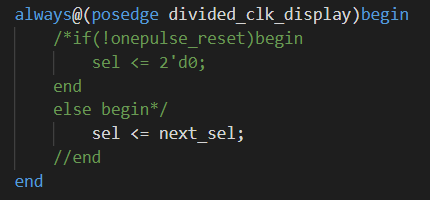 always@(posedge divided_clk_display)begin
    /*if(!onepulse_reset)begin
        sel <= 2'd0;
    end
    else begin*/
        sel <= next_sel;
    //end
end